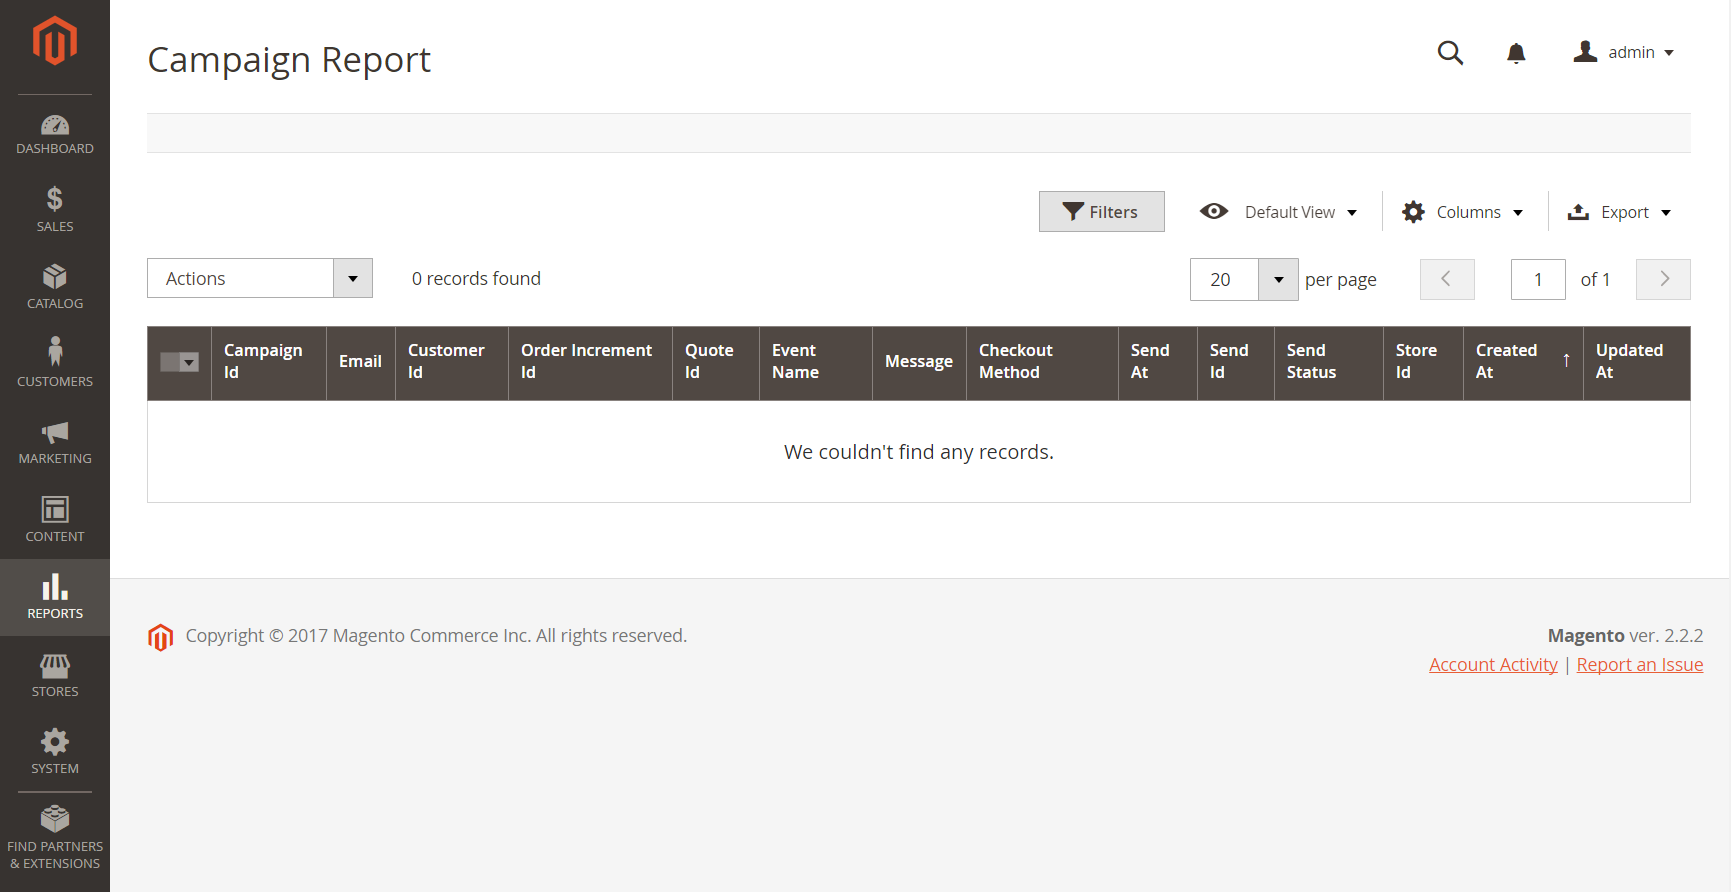 Campaign Report
admin
DASHBOARD
SALES
CATALOG
CUSTOMERS
MARKETING
CONTENT
REPORTS
STORES
SYSTEM
FIND PARTNERS
& EXTENSIONS
Filters
Default View
Columns
Export
Actions
0 records found
20
per page
1
of 1
Campaign
Id
Email
Customer
Id
Order Increment
Id
Quote
Id
Event
Name
Message
Checkout
Method
Send
At
Send
Id
Send
Status
Store
Id
Created
At
↑
Updated
At
We couldn't find any records.
Copyright © 2017 Magento Commerce Inc. All rights reserved.
Magento ver. 2.2.2
Account Activity | Report an Issue